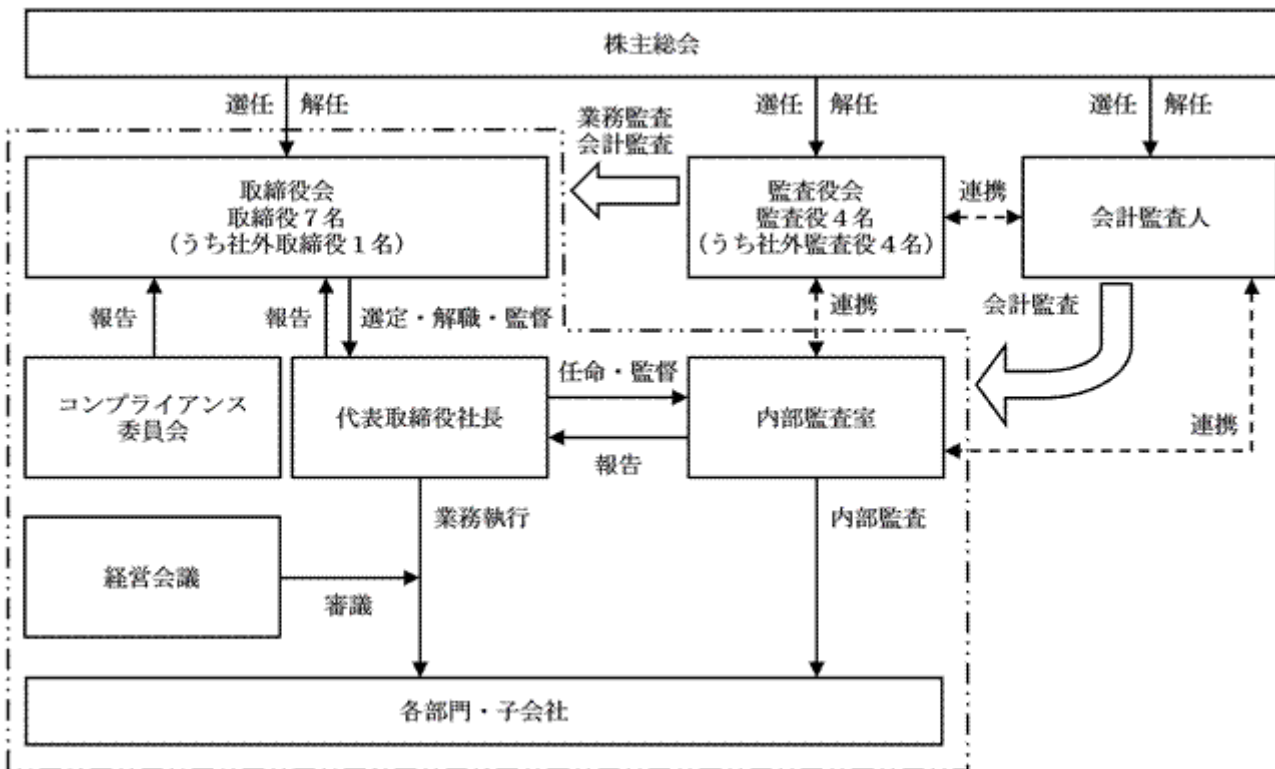 株主総会
選任 解任
選任 解任
選任 解任
業務監査
会計監査
取締役会
取締役7名
(うち社外取締役1名)
監査役会
監査役4名
(うち社外監査役4名)
連携
会計監査人
報告
報告
選定・解職・監督
連携
会計監査
コンプライアンス
委員会
代表取締役社長
任命・監督
報告
内部監査室
連携
業務執行
内部監査
経営会議
審議
各部門・子会社